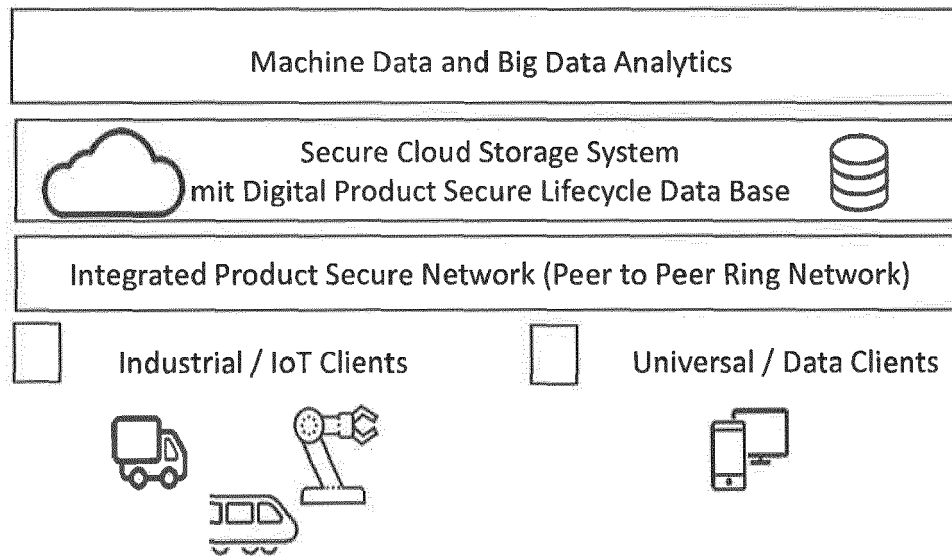 Machine Data and Big Data Analytics
Secure Cloud Storage System
mit Digital Product Secure Lifecycle Data Base
Integrated Product Secure Network (Peer to Peer Ring Network)
Industrial / IoT Clients
Universal / Data Clients